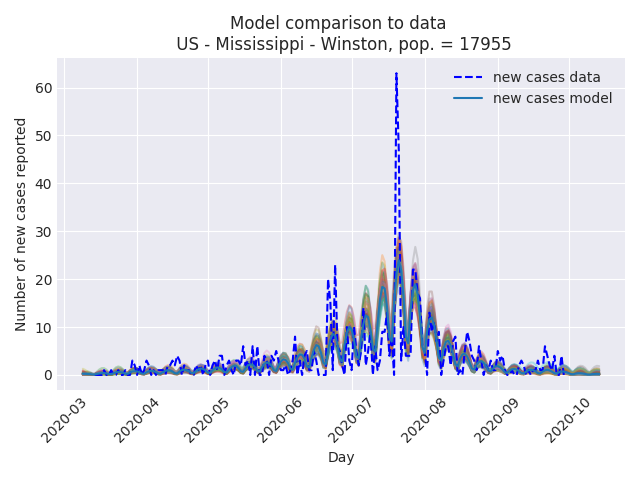 Model comparison to data
US - Mississippi - Winston, pop. = 17955
Number of new cases reported
60
50
40
30
20
10
0
new cases data
new cases model
2020-03
2020-04
2020-05
2020-06
2020-07
2020-08
2020-09
2020-10
Day